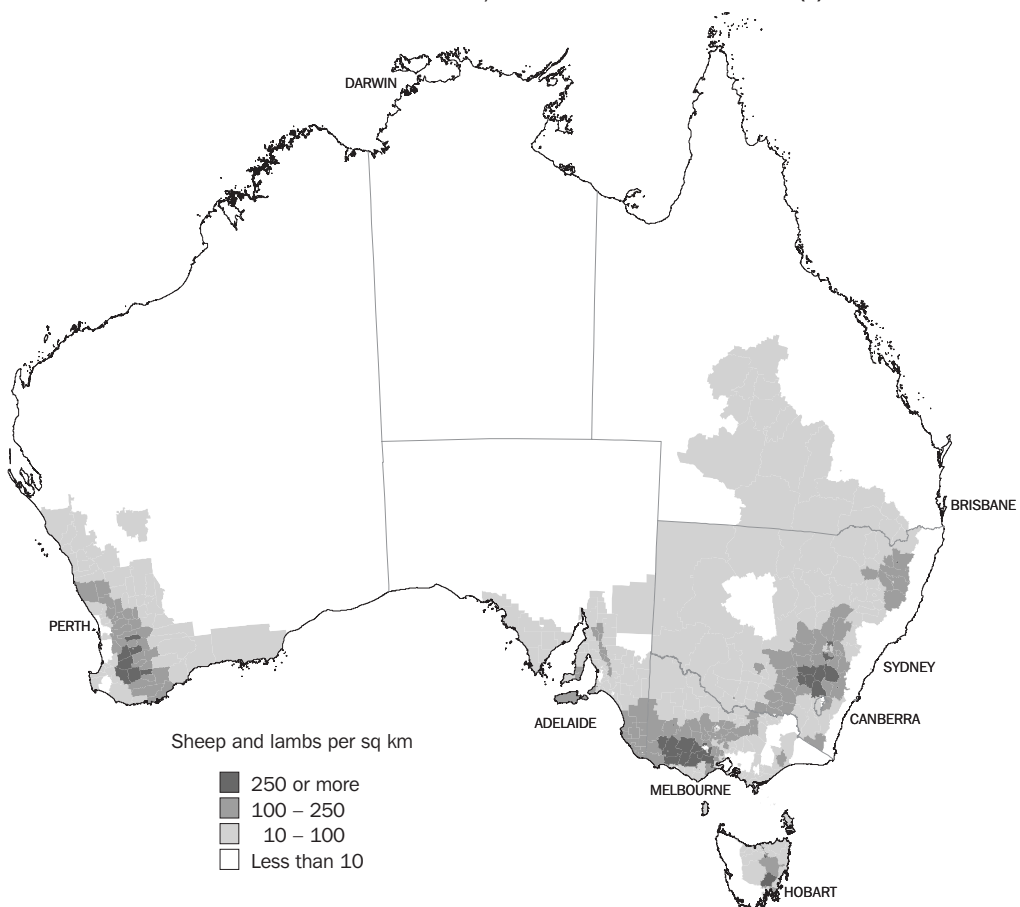 DARWIN
BRISBANE
PERTH
SYDNEY
ADELAIDE
CANBERRA
Sheep and lambs per sq km
250 or more
100 – 250
10 – 100
Less than 10
MELBOURNE
HOBART